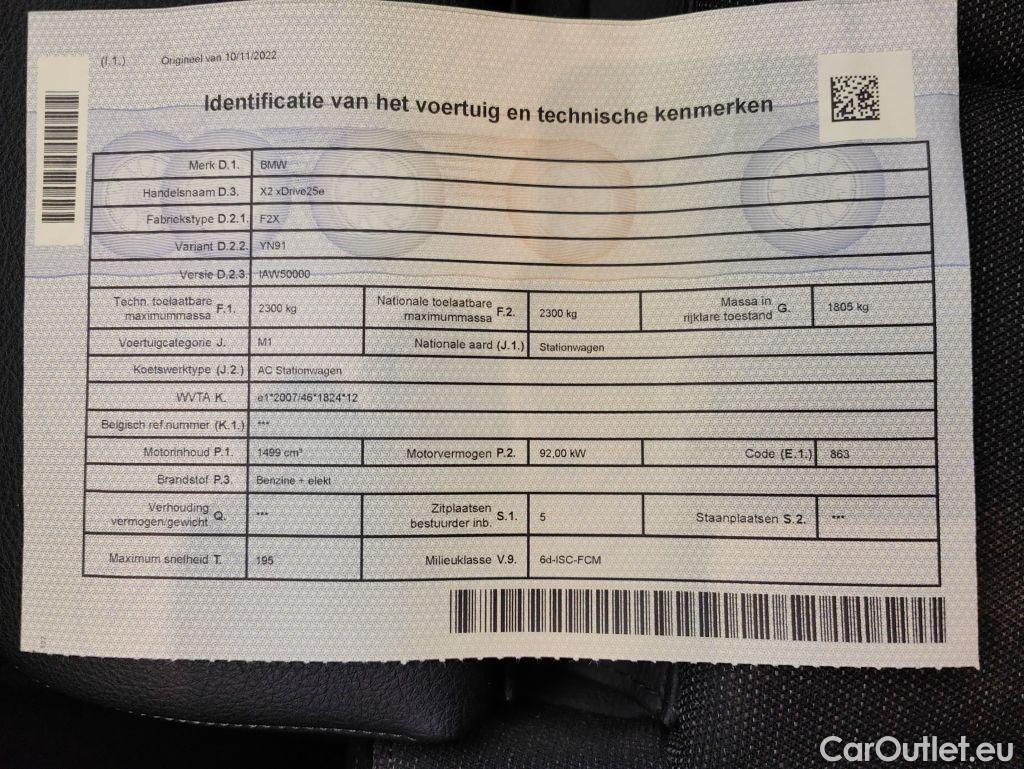 (I.1.) Origineel van 10/11/2022
Identificatie van het voertuig en technische kenmerken
Merk D.1. BMW
Handelsnaam D.3. X2 xDrive25e
Fabriekstype D.2.1. F2X
Variant D.2.2. YN91
Versie D.2.3. IAW50000
Techn. toelaatbare
maximummassa F.1. 2300 kg
Nationale toelaatbare
maximummassa F.2. 2300 kg
Massa in
rijklare toestand G. 1805 kg
Voertuigcategorie J. M1 Nationale aard (J.1.) Stationwagen
Koetswerktype (J.2.) AC Stationwagen
WVTA K. e1*2007/46*1824*12
Belgisch ref.nummer (K.1.) ***
Motorinhoud P.1. 1499 cm³ Motorvermogen P.2. 92,00 kW Code (E.1.) 863
Brandstof P.3. Benzine + elekt
Verhouding
vermogen/gewicht Q. ***
Zitplaatsen
bestuurder inb. S.1. 5
Staanplaatsen S.2. ***
Maximum snelheid T. 195 Milieuklasse V.9. 6d-ISC-FCM
CarOutlet.eu